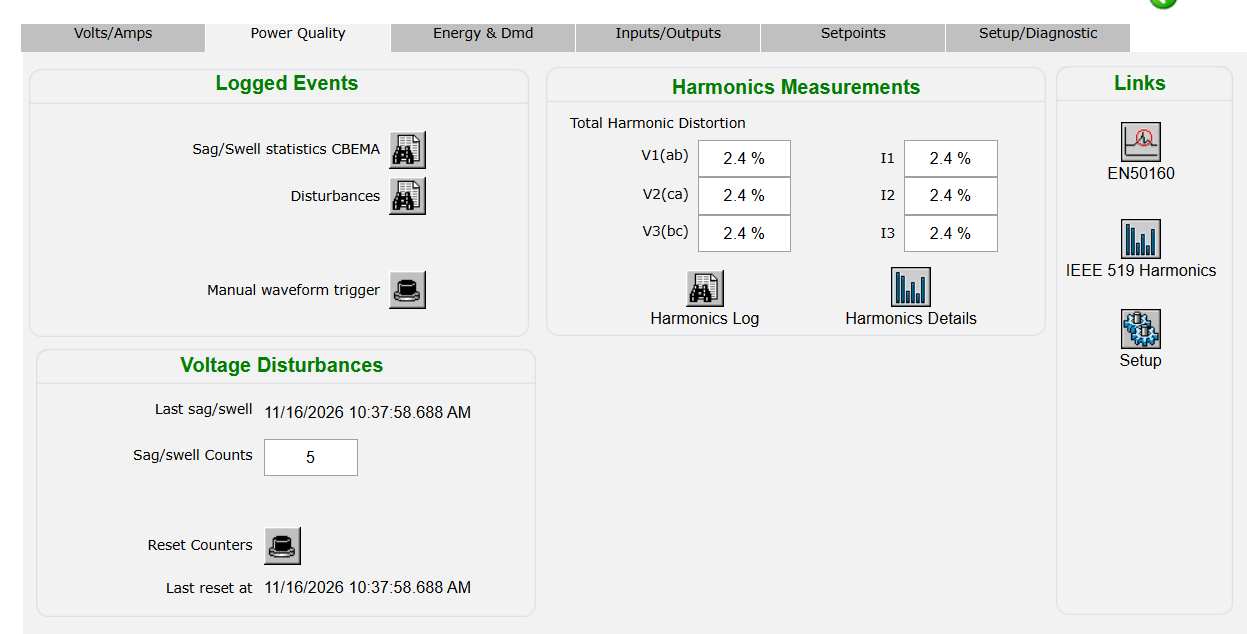 Volts/Amps Power Quality Energy & Dmd Inputs/Outputs Setpoints Setup/Diagnostic
Logged Events
Sag/Swell statistics CBEMA
Disturbances
Manual waveform trigger
Harmonics Measurements
Total Harmonic Distortion
V1(ab) 2.4 % I1 2.4 %
V2(ca) 2.4 % I2 2.4 %
V3(bc) 2.4 % I3 2.4 %
Harmonics Log Harmonics Details
Links
EN50160
IEEE 519 Harmonics
Setup
Voltage Disturbances
Last sag/swell 11/16/2026 10:37:58.688 AM
Sag/swell Counts 5
Reset Counters
Last reset at 11/16/2026 10:37:58.688 AM